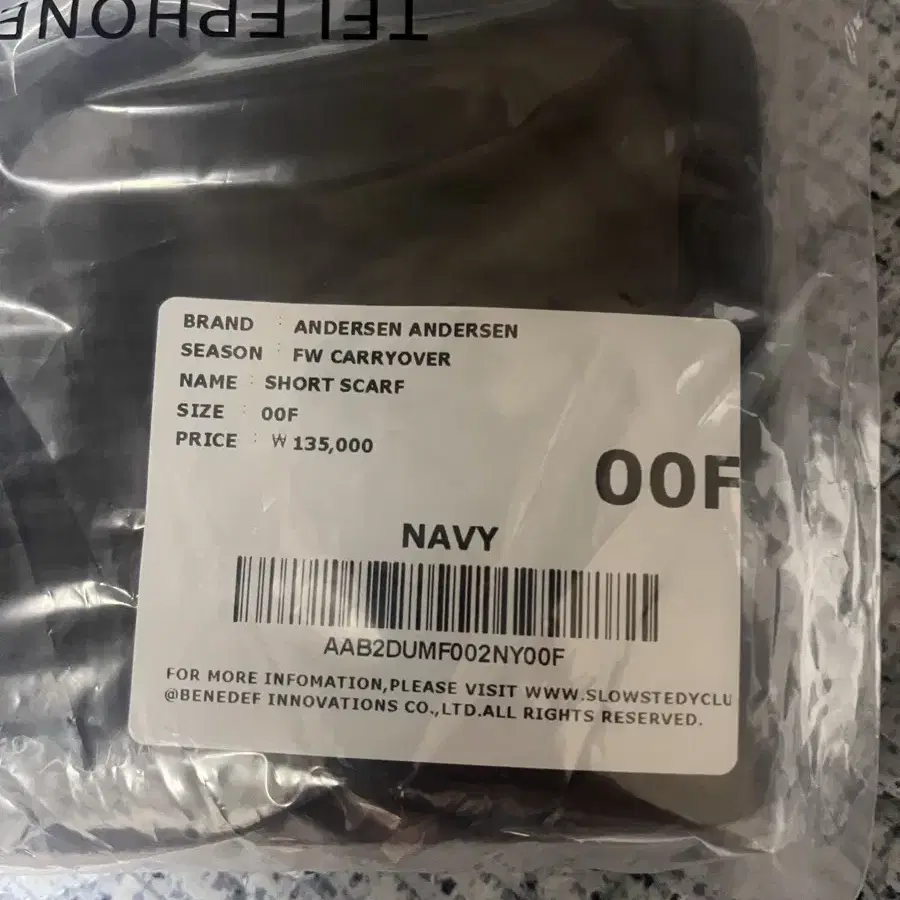 TELEPHONE
BRAND : ANDERSEN ANDERSEN
SEASON : FW CARRYOVER
NAME : SHORT SCARF
SIZE : 00F
PRICE : ₩ 135,000
00F
NAVY
AAB2DUMF002NY00F
FOR MORE INFOMATION,PLEASE VISIT WWW.SLOWSTEDYCLU
@BENEDEF INNOVATIONS CO.,LTD.ALL RIGHTS RESERVED.